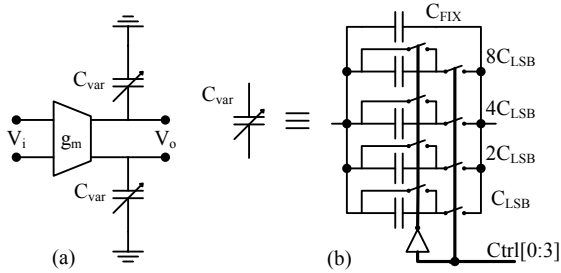 C_var
V_i
g_m
V_o
C_var
(a)
C_var
C_FIX
8C_LSB
4C_LSB
2C_LSB
C_LSB
Ctrl[0:3]
(b)